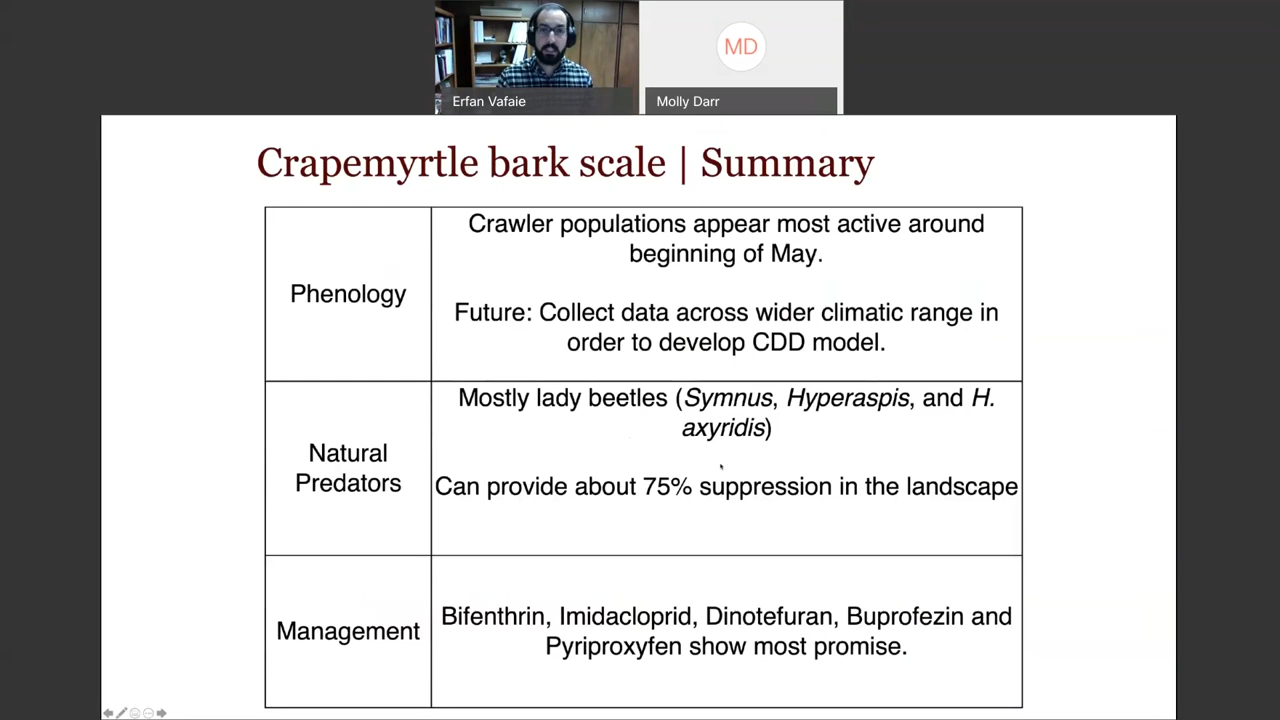 MD
Erfan Vafaie
Molly Darr
Crapemyrtle bark scale | Summary
Phenology
Crawler populations appear most active around
beginning of May.
Future: Collect data across wider climatic range in
order to develop CDD model.
Natural
Predators
Mostly lady beetles (Symnus, Hyperaspis, and H.
axyridis)
Can provide about 75% suppression in the landscape
Management
Bifenthrin, Imidacloprid, Dinotefuran, Buprofezin and
Pyriproxyfen show most promise.